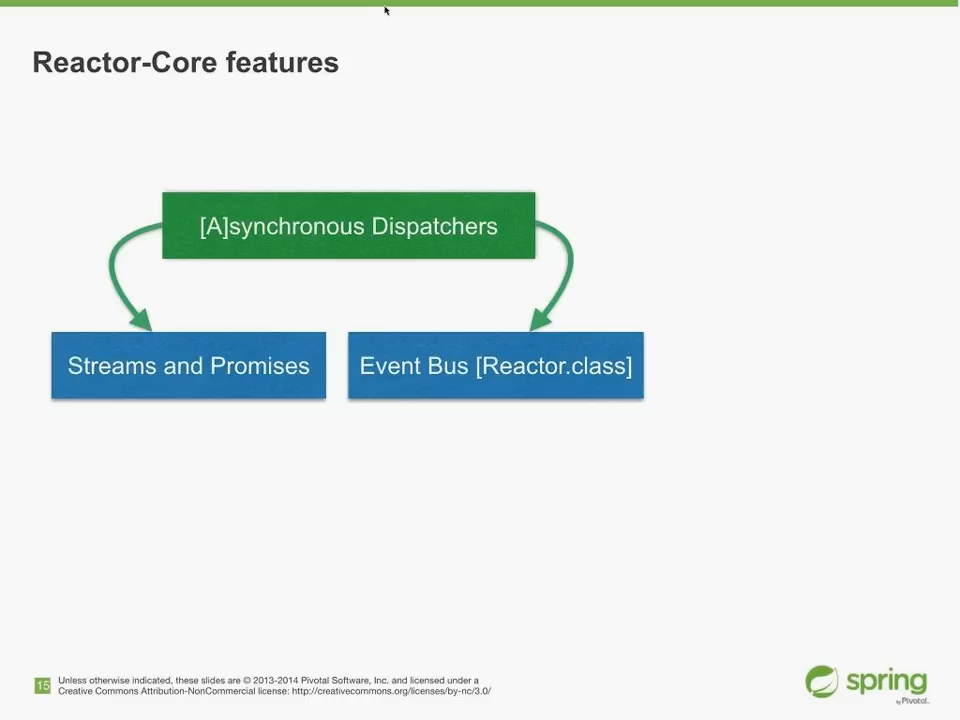 Reactor-Core features
[A]synchronous Dispatchers
Streams and Promises
Event Bus [Reactor.class]
15
Unless otherwise indicated, these slides are © 2013-2014 Pivotal Software, Inc. and licensed under a
Creative Commons Attribution-NonCommercial license: http://creativecommons.org/licenses/by-nc/3.0/
spring
by Pivotal.